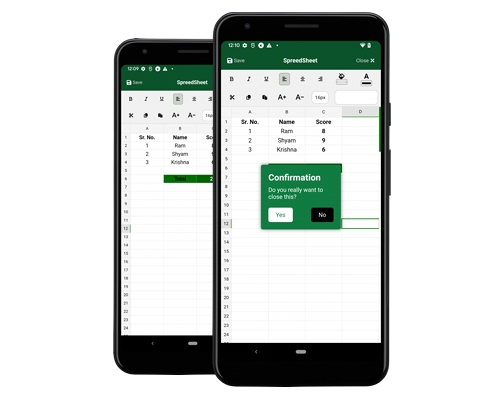 12:09
Save SpreedSheet
B I U
A+ A− 16px
A B
Sr. No. Name
1 1 Ram
2 2 Shyam
3 3 Krishna
4
5
6 Total 2
7
8
9
10
11
12
13
14
15
16
17
18
19
20
21
22
23
24
12:10
Save SpreedSheet Close ✕
B I U A
A+ A− 16px
A B C D
1 Sr. No. Name Score
2 1 Ram 8
3 2 Shyam 9
4 3 Krishna 6
5
6
7
8
9
10
11
12
13
14
15
16
17
18
19
20
21
22
23
24
Confirmation
Do you really want to
close this?
Yes No